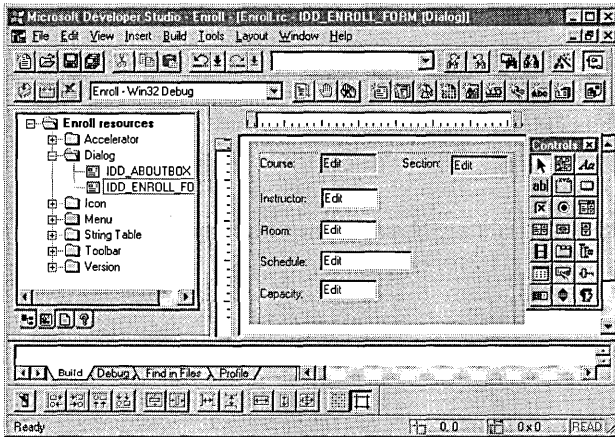 Microsoft Developer Studio - Enroll - [Enroll.rc - IDD_ENROLL_FORM [Dialog]]
File Edit View Insert Build Tools Layout Window Help
Enroll - Win32 Debug
Enroll resources
Accelerator
Dialog
IDD_ABOUTBOX
IDD_ENROLL_FO
Icon
Menu
String Table
Toolbar
Version
Course: Edit Section: Edit
Instructor: Edit
Room: Edit
Schedule: Edit
Capacity: Edit
Controls
Aa
ab
Build Debug Find in Files Profile
Ready 0, 0 0 x 0 READ